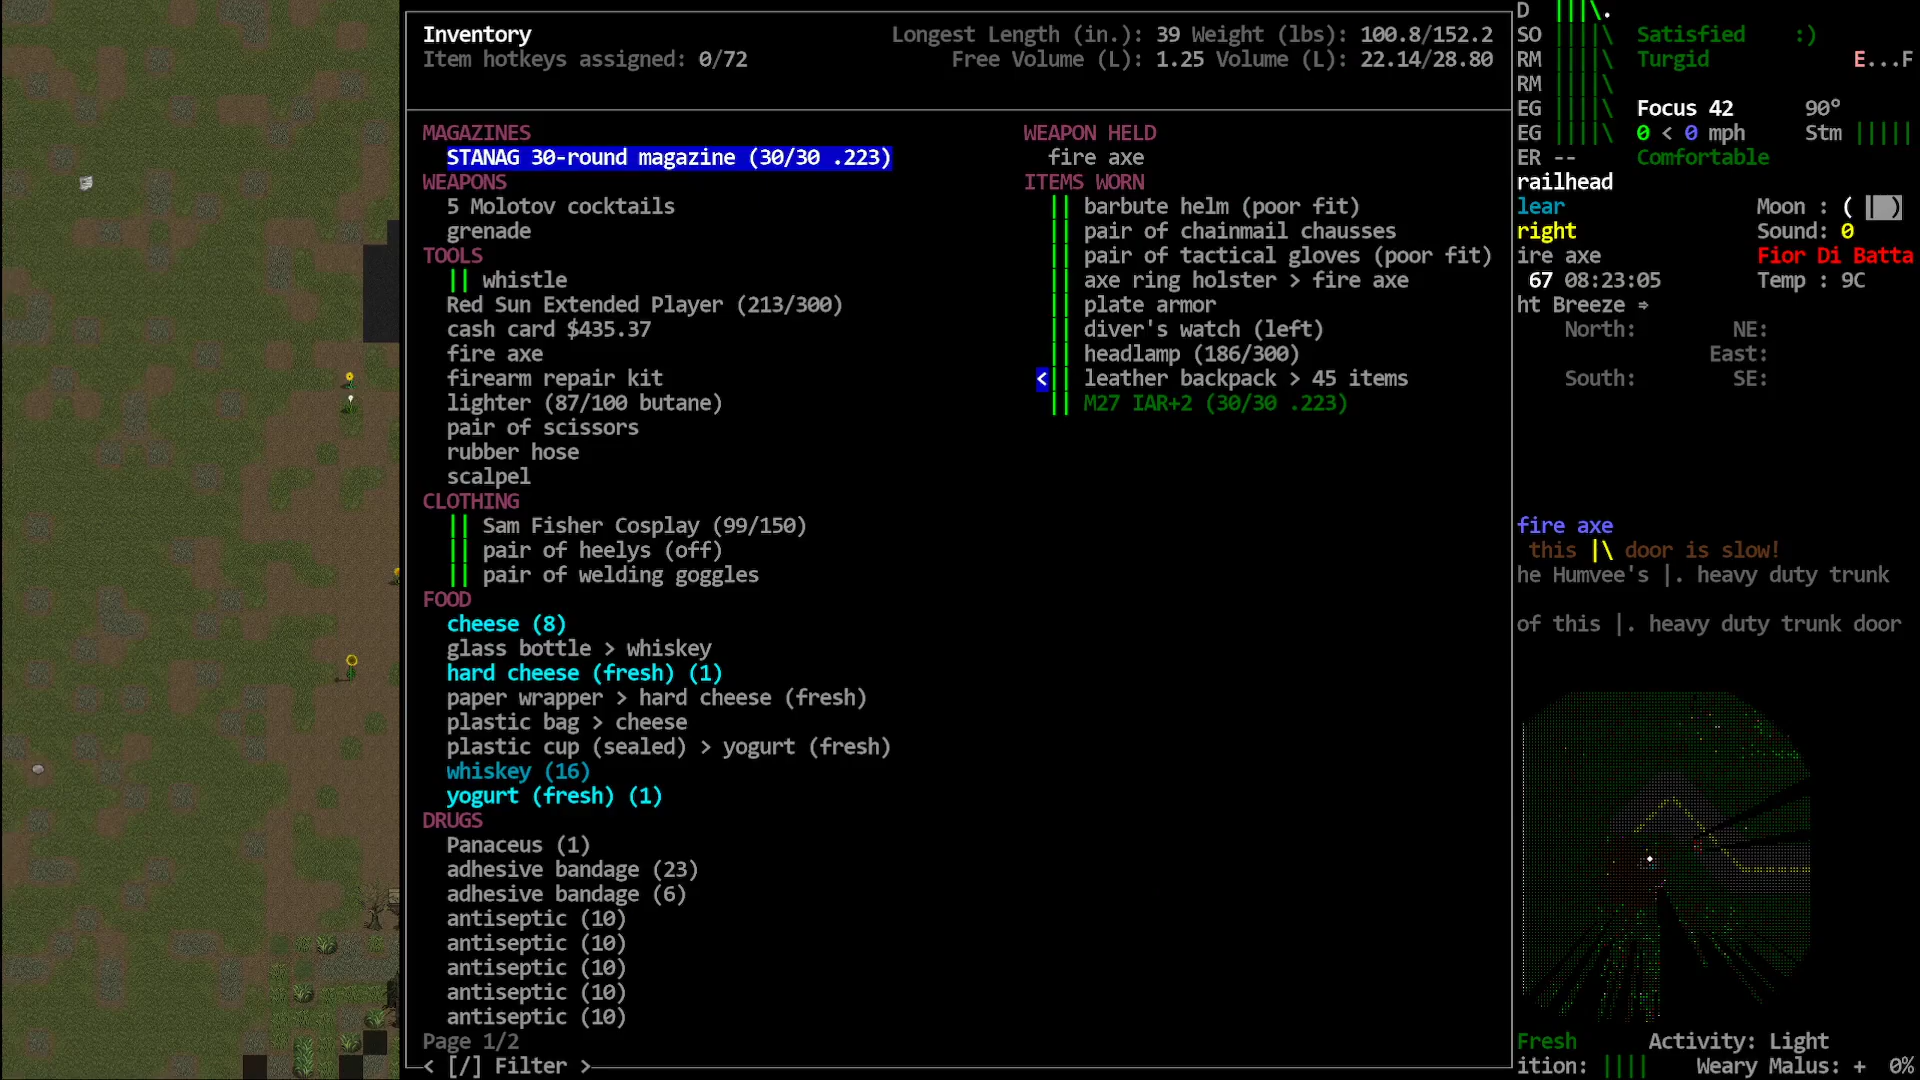 Inventory
Item hotkeys assigned: 0/72
Longest Length (in.): 39 Weight (lbs): 100.8/152.2
Free Volume (L): 1.25 Volume (L): 22.14/28.80
MAGAZINES
STANAG 30-round magazine (30/30 .223)
WEAPONS
5 Molotov cocktails
grenade
TOOLS
|| whistle
Red Sun Extended Player (213/300)
cash card $435.37
fire axe
firearm repair kit
lighter (87/100 butane)
pair of scissors
rubber hose
scalpel
CLOTHING
|| Sam Fisher Cosplay (99/150)
|| pair of heelys (off)
|| pair of welding goggles
FOOD
cheese (8)
glass bottle > whiskey
hard cheese (fresh) (1)
paper wrapper > hard cheese (fresh)
plastic bag > cheese
plastic cup (sealed) > yogurt (fresh)
whiskey (16)
yogurt (fresh) (1)
DRUGS
Panaceus (1)
adhesive bandage (23)
adhesive bandage (6)
antiseptic (10)
antiseptic (10)
antiseptic (10)
antiseptic (10)
antiseptic (10)
Page 1/2
< [/] Filter >
WEAPON HELD
fire axe
ITEMS WORN
|| barbute helm (poor fit)
|| pair of chainmail chausses
|| pair of tactical gloves (poor fit)
|| axe ring holster > fire axe
|| plate armor
|| diver's watch (left)
|| headlamp (186/300)
< || leather backpack > 45 items
|| M27 IAR+2 (30/30 .223)
D |||\.
SO ||||\ Satisfied :)
RM ||||\ Turgid E...F
RM ||||\
EG ||||\ Focus 42 90°
EG ||||\ 0 < 0 mph Stm |||||
ER -- Comfortable
railhead
lear Moon : ( | )
right Sound: 0
ire axe Fior Di Batta
67 08:23:05 Temp : 9C
ht Breeze ⇨
North: NE:
East:
South: SE:
fire axe
this |\ door is slow!
he Humvee's |. heavy duty trunk
of this |. heavy duty trunk door
Fresh Activity: Light
ition: |||| Weary Malus: + 0%